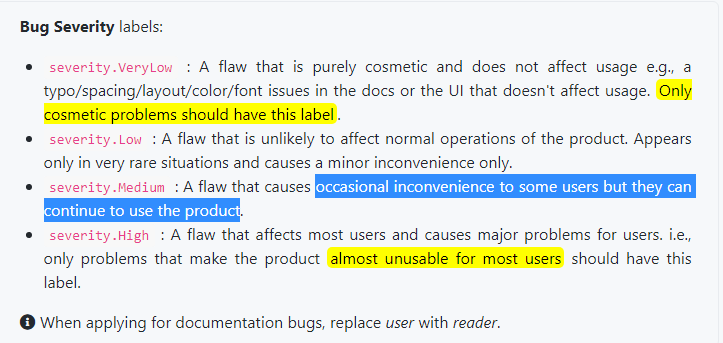 Bug Severity labels:
• severity.VeryLow : A flaw that is purely cosmetic and does not affect usage e.g., a
typo/spacing/layout/color/font issues in the docs or the UI that doesn't affect usage. Only
cosmetic problems should have this label.
• severity.Low : A flaw that is unlikely to affect normal operations of the product. Appears
only in very rare situations and causes a minor inconvenience only.
• severity.Medium : A flaw that causes occasional inconvenience to some users but they can
continue to use the product.
• severity.High : A flaw that affects most users and causes major problems for users. i.e.,
only problems that make the product almost unusable for most users should have this
label.
When applying for documentation bugs, replace user with reader.